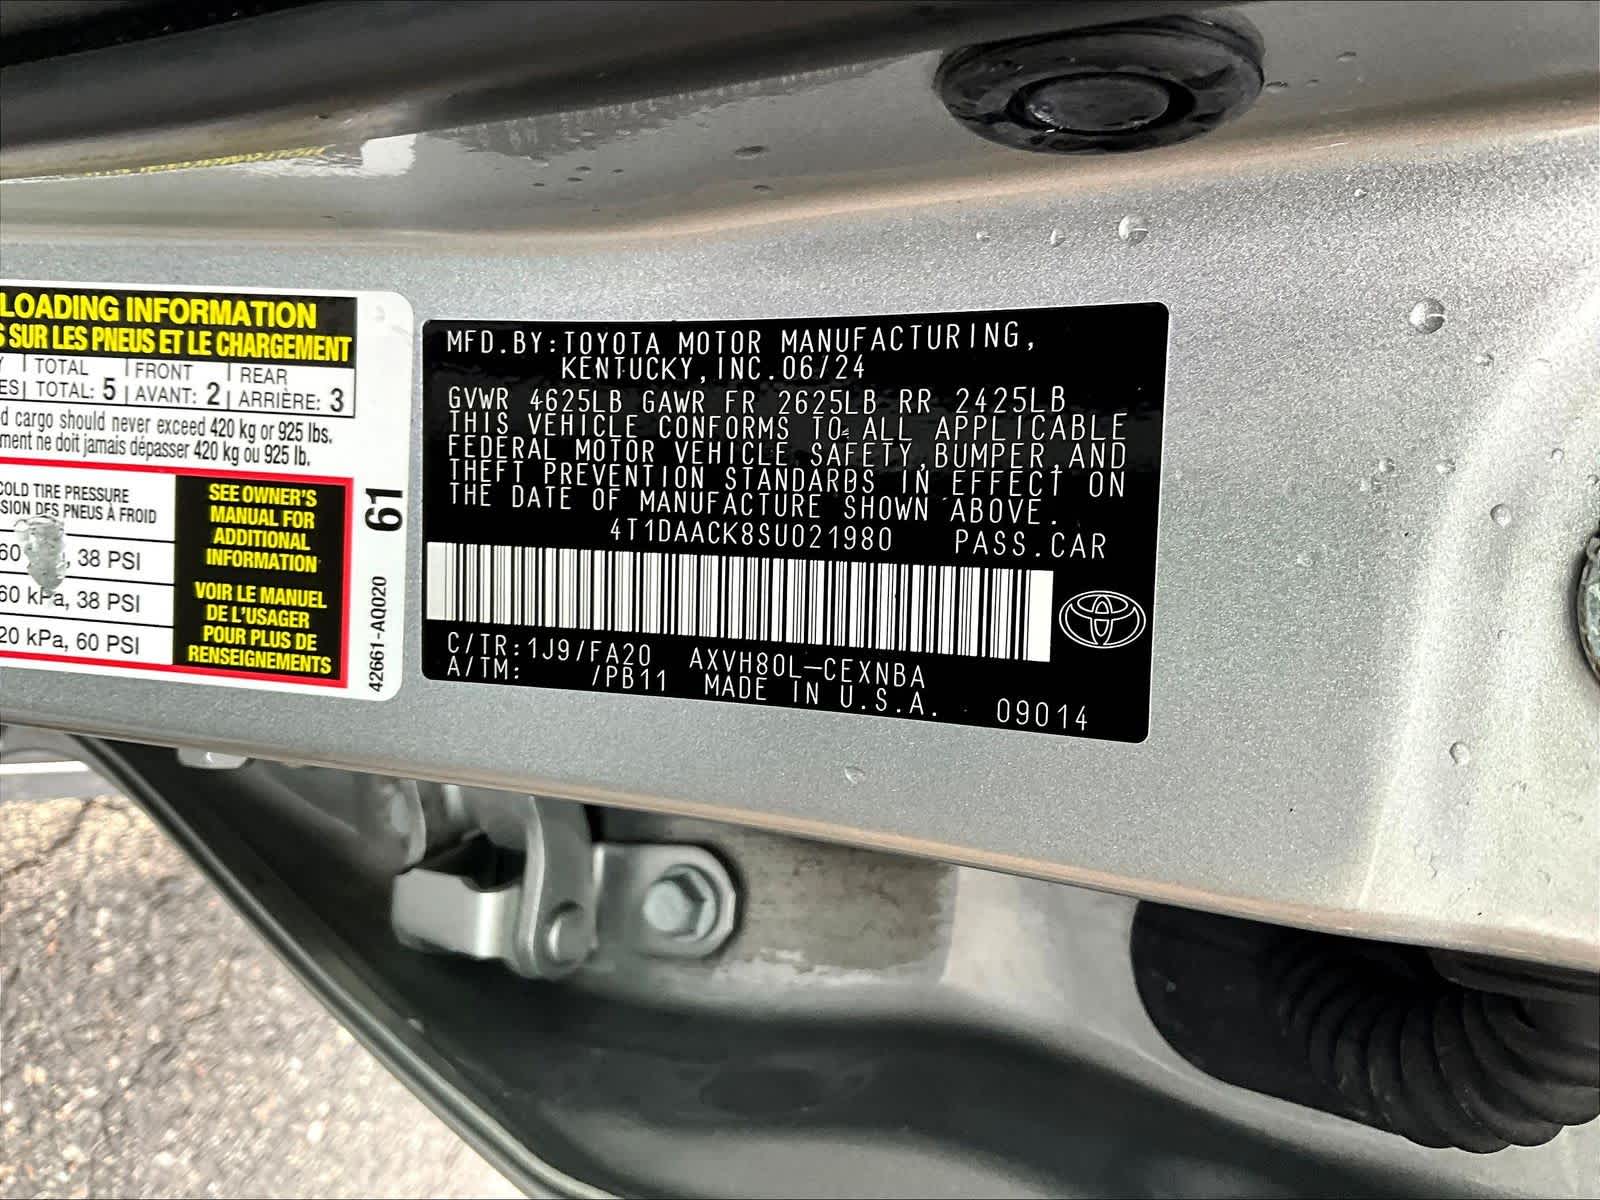 LOADING INFORMATION
SUR LES PNEUS ET LE CHARGEMENT
TOTAL FRONT REAR
TOTAL: 5 AVANT: 2 ARRIÈRE: 3
cargo should never exceed 420 kg or 925 lbs.
ne doit jamais dépasser 420 kg ou 925 lb.
COLD TIRE PRESSURE
DES PNEUS À FROID
, 38 PSI
kPa, 38 PSI
kPa, 60 PSI
SEE OWNER'S
MANUAL FOR
ADDITIONAL
INFORMATION
VOIR LE MANUEL
DE L'USAGER
POUR PLUS DE
RENSEIGNEMENTS
61
42661-AQ020
MFD.BY:TOYOTA MOTOR MANUFACTURING,
KENTUCKY,INC.06/24
GVWR 4625LB GAWR FR 2625LB RR 2425LB
THIS VEHICLE CONFORMS TO ALL APPLICABLE
FEDERAL MOTOR VEHICLE SAFETY,BUMPER,AND
THEFT PREVENTION STANDARDS IN EFFECT ON
THE DATE OF MANUFACTURE SHOWN ABOVE.
4T1DAACK8SU021980 PASS.CAR
C/TR:1J9/FA20 AXVH80L-CEXNBA
A/TM: /PB11 MADE IN U.S.A. 09014